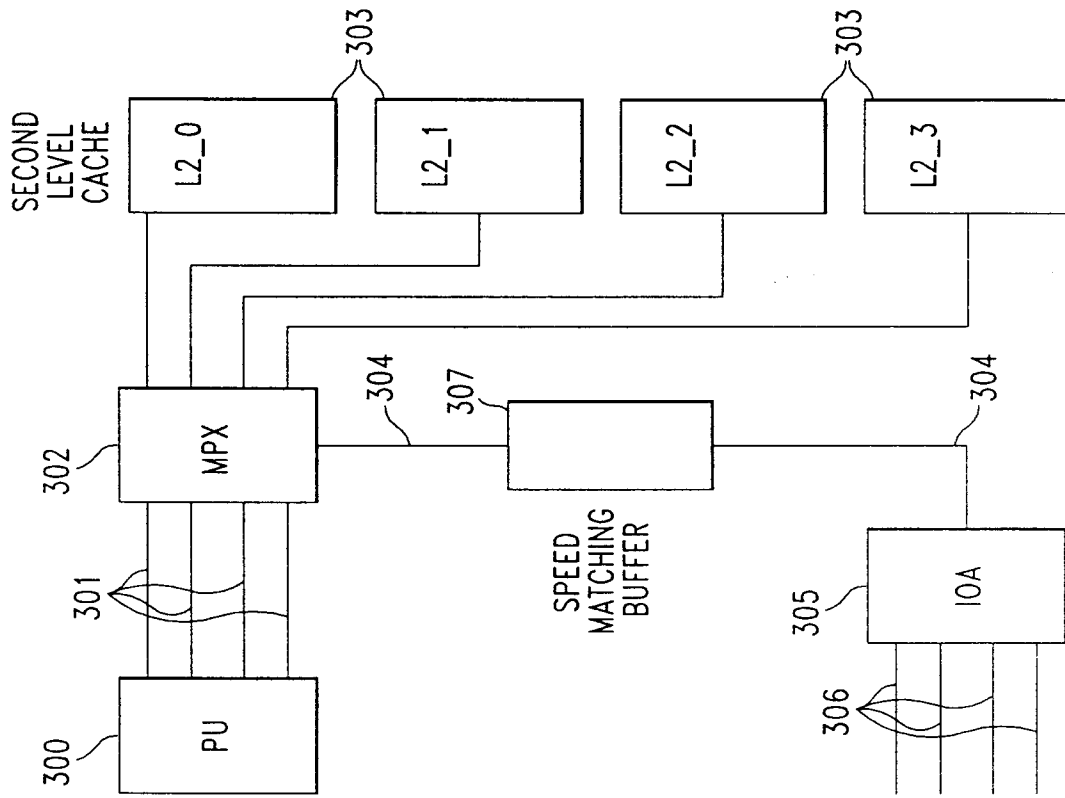 SECOND
LEVEL
CACHE
L2_0
303
L2_1
L2_2
303
L2_3
302
MPX
304
307
304
301
SPEED
MATCHING
BUFFER
300
PU
305
IOA
306